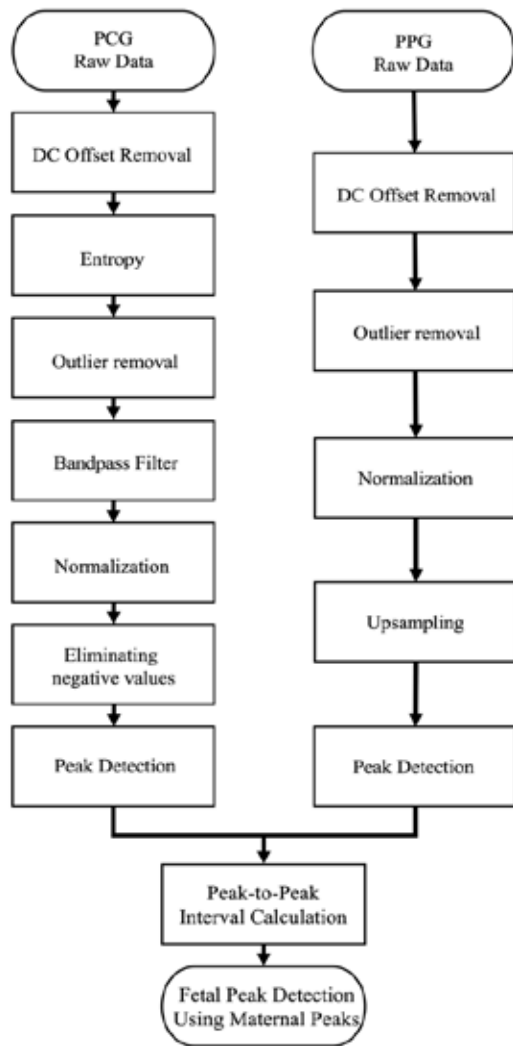 PCG
Raw Data
DC Offset Removal
Entropy
Outlier removal
Bandpass Filter
Normalization
Eliminating
negative values
Peak Detection
PPG
Raw Data
DC Offset Removal
Outlier removal
Normalization
Upsampling
Peak Detection
Peak-to-Peak
Interval Calculation
Fetal Peak Detection
Using Maternal Peaks